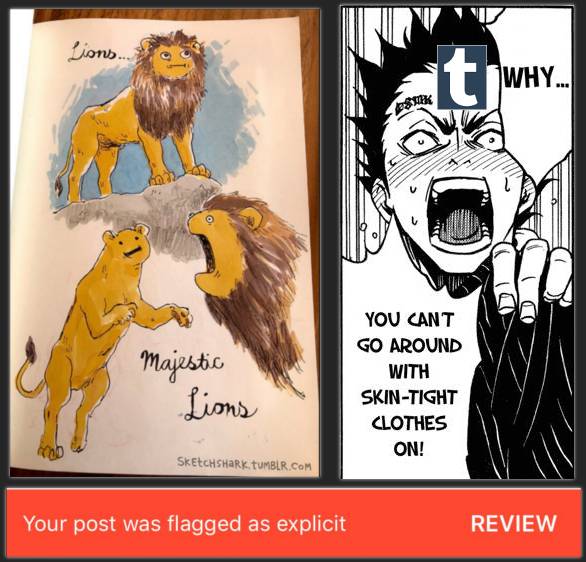 Lions...
Majestic
Lions
SKETCHSHARK.TUMBLR.COM
t
WHY...
YOU CAN'T
GO AROUND
WITH
SKIN-TIGHT
CLOTHES
ON!
Your post was flagged as explicit
REVIEW